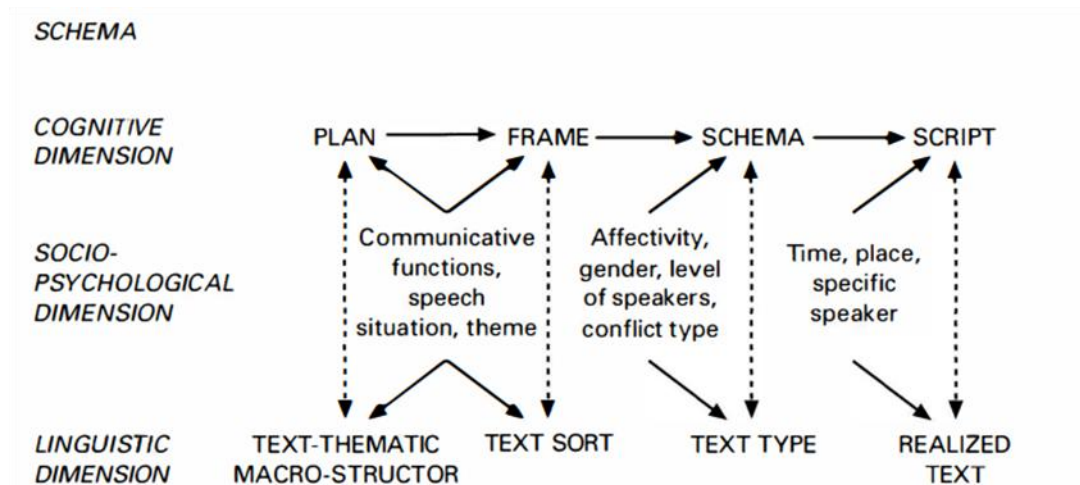 SCHEMA
COGNITIVE
DIMENSION
PLAN FRAME SCHEMA SCRIPT
SOCIO-
PSYCHOLOGICAL
DIMENSION
Communicative
functions,
speech
situation, theme
Affectivity,
gender, level
of speakers,
conflict type
Time, place,
specific
speaker
LINGUISTIC
DIMENSION
TEXT-THEMATIC
MACRO-STRUCTOR
TEXT SORT
TEXT TYPE
REALIZED
TEXT